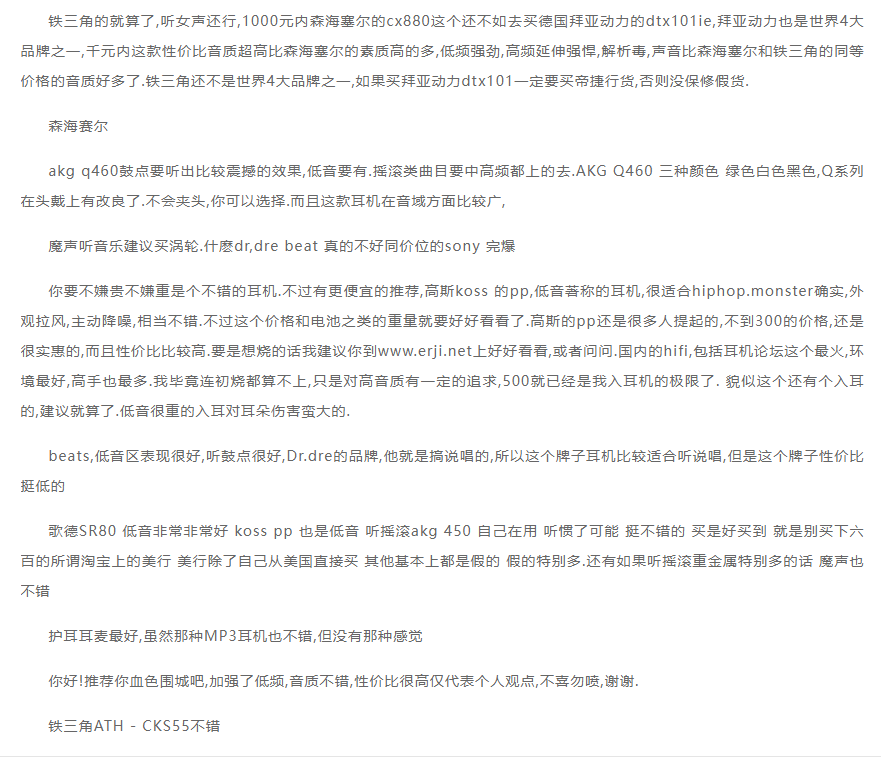 铁三角的就算了,听女声还行,1000元内森海塞尔的cx880这个还不如去买德国拜亚动力的dtx101ie,拜亚动力也是世界4大
品牌之一,千元内这款性价比音质超高比森海塞尔的素质高的多,低频强劲,高频延伸强悍,解析毒,声音比森海塞尔和铁三角的同等
价格的音质好多了.铁三角还不是世界4大品牌之一,如果买拜亚动力dtx101一定要买帝捷行货,否则没保修假货.
森海赛尔
akg q460鼓点要听出比较震撼的效果,低音要有.摇滚类曲目要中高频都上的去.AKG Q460 三种颜色 绿色白色黑色,Q系列
在头戴上有改良了.不会夹头,你可以选择.而且这款耳机在音域方面比较广,
魔声听音乐建议买涡轮.什麽dr,dre beat 真的不好同价位的sony 完爆
你要不嫌贵不嫌重是个不错的耳机.不过有更便宜的推荐,高斯koss 的pp,低音著称的耳机,很适合hiphop.monster确实,外
观拉风,主动降噪,相当不错.不过这个价格和电池之类的重量就要好好看看了.高斯的pp还是很多人提起的,不到300的价格,还是
很实惠的,而且性价比比较高.要是想烧的话我建议你到www.erji.net上好好看看,或者问问.国内的hifi,包括耳机论坛这个最火,环
境最好,高手也最多.我毕竟连初烧都算不上,只是对高音质有一定的追求,500就已经是我入耳机的极限了. 貌似这个还有个入耳
的,建议就算了.低音很重的入耳对耳朵伤害蛮大的.
beats,低音区表现很好,听鼓点很好,Dr.dre的品牌,他就是搞说唱的,所以这个牌子耳机比较适合听说唱,但是这个牌子性价比
挺低的
歌德SR80 低音非常非常好 koss pp 也是低音 听摇滚akg 450 自己在用 听惯了可能 挺不错的 买是好买到 就是别买下六
百的所谓淘宝上的美行 美行除了自己从美国直接买 其他基本上都是假的 假的特别多.还有如果听摇滚重金属特别多的话 魔声也
不错
护耳耳麦最好,虽然那种MP3耳机也不错,但没有那种感觉
你好!推荐你血色围城吧,加强了低频,音质不错,性价比很高仅代表个人观点,不喜勿喷,谢谢.
铁三角ATH - CKS55不错